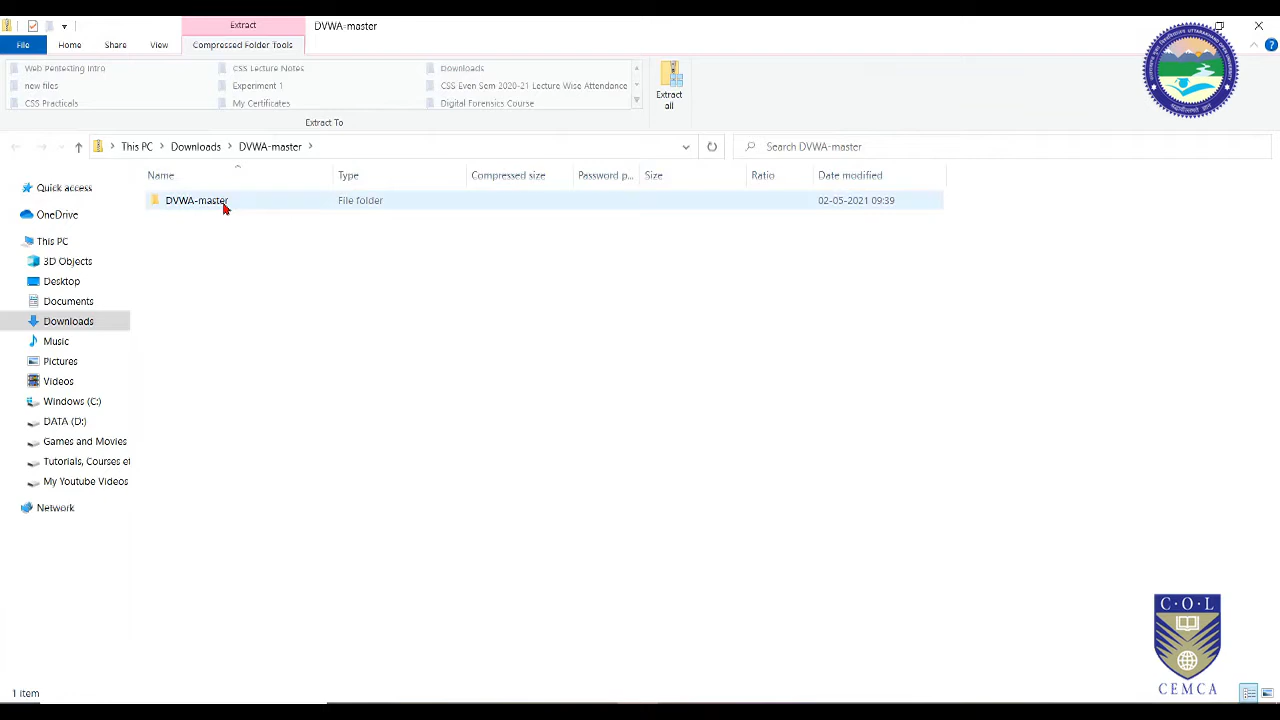 Extract
DVWA-master
File
Home
Share
View
Compressed Folder Tools
Web Pentesting Intro
CSS Lecture Notes
Downloads
new files
Experiment 1
CSS Even Sem 2020-21 Lecture Wise Attendance
CSS Practicals
My Certificates
Digital Forensics Course
Extract
all
Extract To
This PC
Downloads
DVWA-master
Search DVWA-master
Name
Type
Compressed size
Password p...
Size
Ratio
Date modified
DVWA-master
File folder
02-05-2021 09:39
Quick access
OneDrive
This PC
3D Objects
Desktop
Documents
Downloads
Music
Pictures
Videos
Windows (C:)
DATA (D:)
Games and Movies
Tutorials, Courses et
My Youtube Videos
Network
1 item
C·O·L
CEMCA